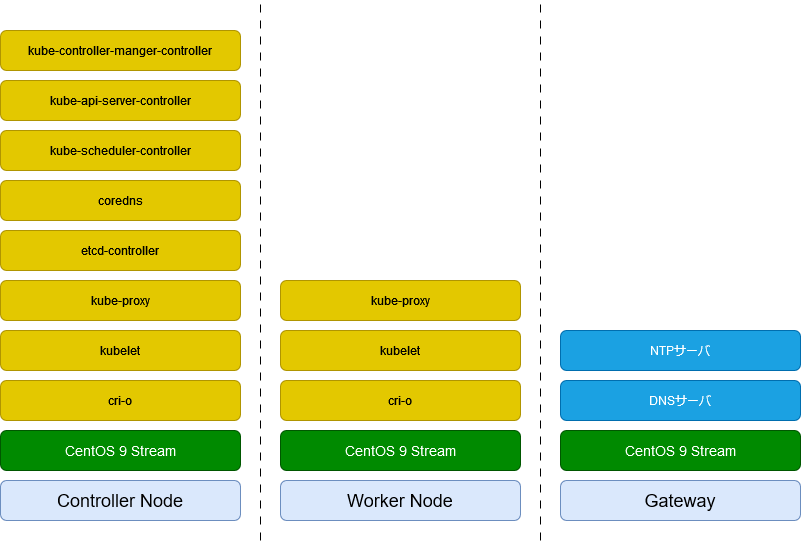 kube-controller-manger-controller
kube-api-server-controller
kube-scheduler-controller
coredns
etcd-controller
kube-proxy
kubelet
cri-o
CentOS 9 Stream
Controller Node
kube-proxy
kubelet
cri-o
CentOS 9 Stream
Worker Node
NTPサーバ
DNSサーバ
CentOS 9 Stream
Gateway